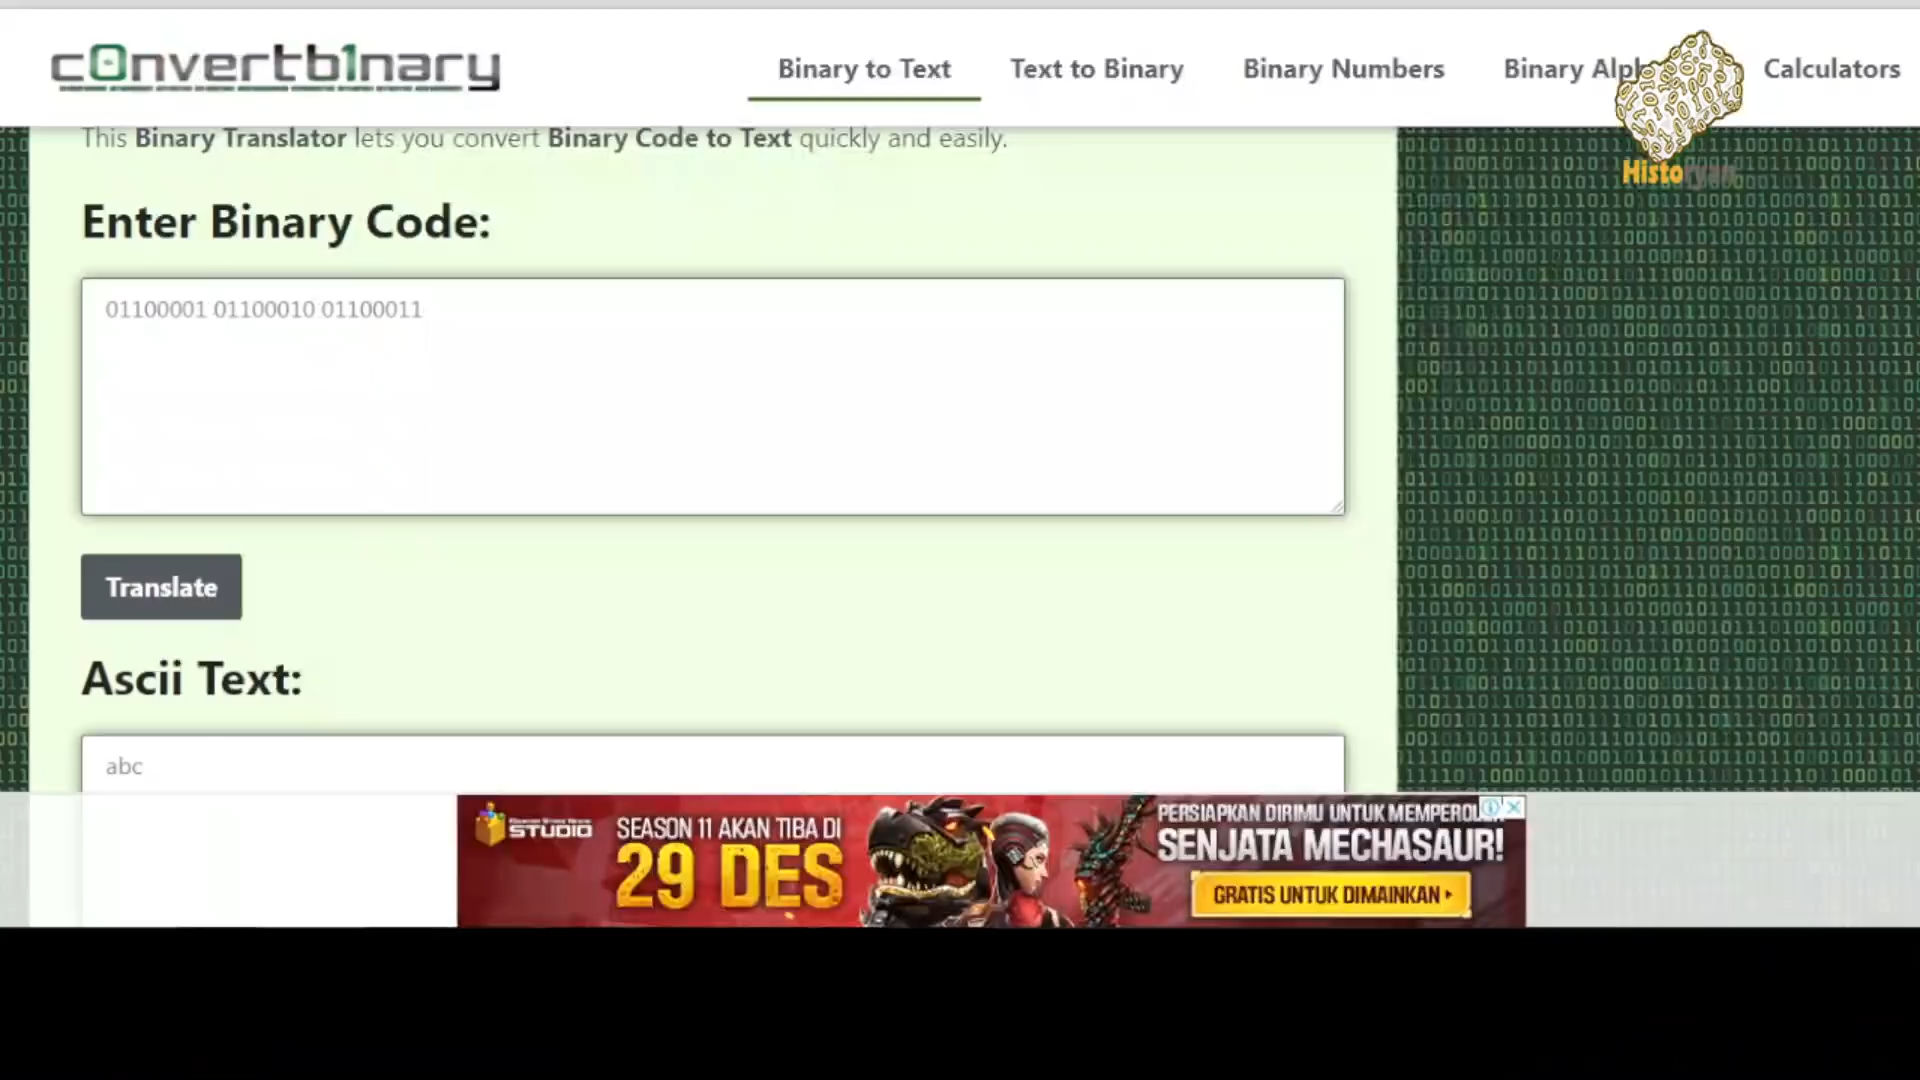 c0nvertb1nary
Binary to Text
Text to Binary
Binary Numbers
Binary
Calculators
Historyan
This Binary Translator lets you convert Binary Code to Text quickly and easily.
Enter Binary Code:
01100001 01100010 01100011
Translate
Ascii Text:
abc
STUDIO
SEASON 11 AKAN TIBA DI
29 DES
PERSIAPKAN DIRIMU UNTUK
SENJATA MECHASAUR!
GRATIS UNTUK DIMAINKAN